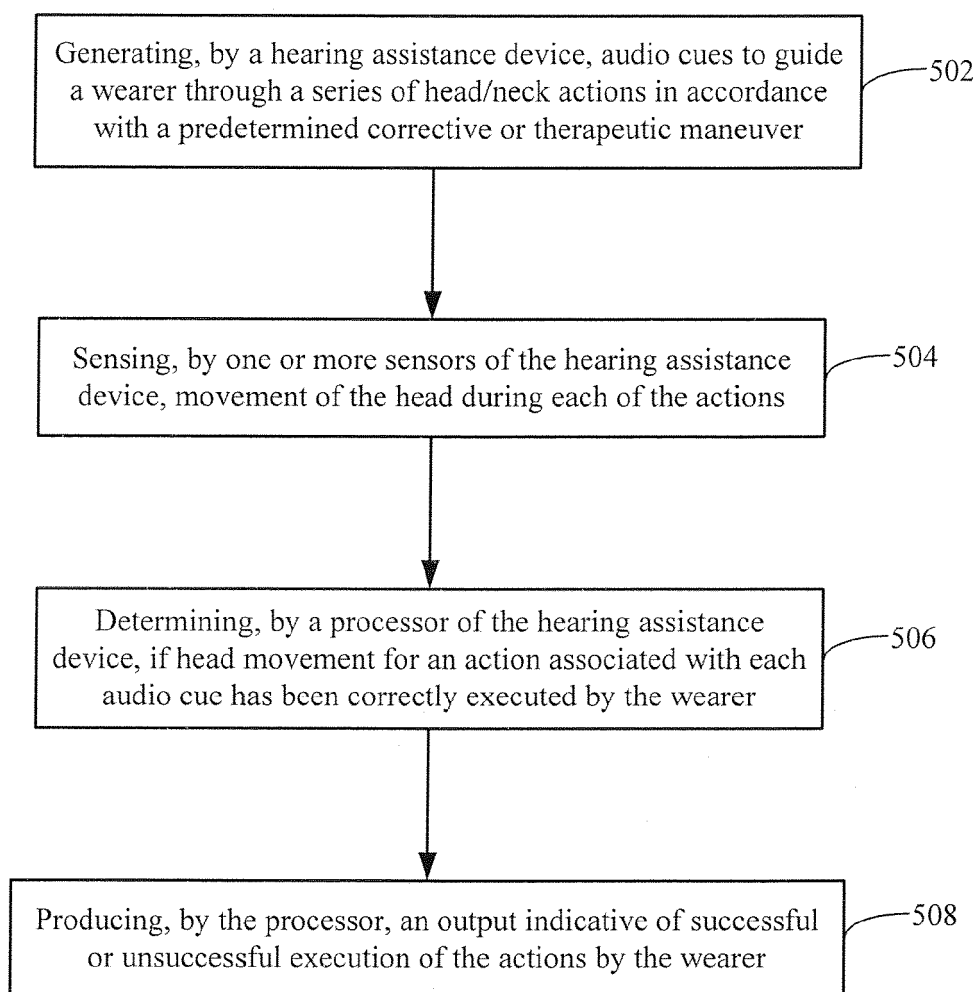 Generating, by a hearing assistance device, audio cues to guide
a wearer through a series of head/neck actions in accordance
with a predetermined corrective or therapeutic maneuver
502
Sensing, by one or more sensors of the hearing assistance
device, movement of the head during each of the actions
504
Determining, by a processor of the hearing assistance
device, if head movement for an action associated with each
audio cue has been correctly executed by the wearer
506
Producing, by the processor, an output indicative of successful
or unsuccessful execution of the actions by the wearer
508